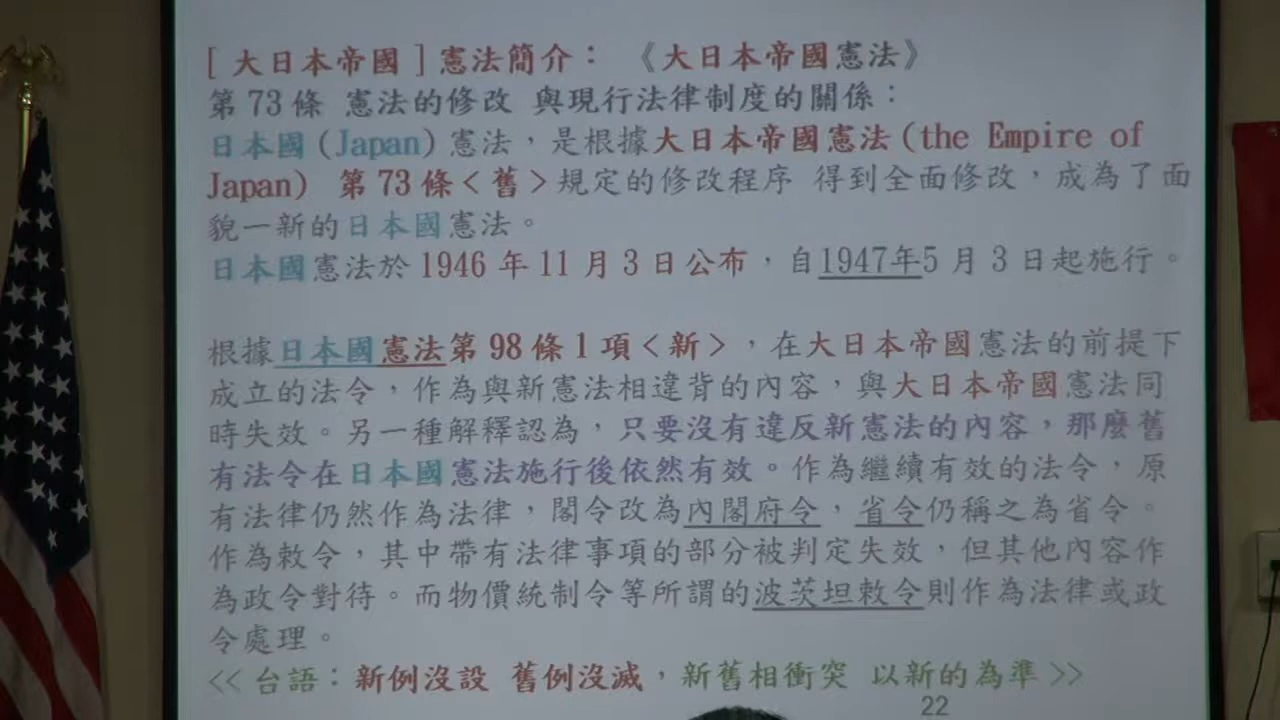 [ 大日本帝國 ] 憲法簡介： 《大日本帝國憲法》
第 73 條 憲法的修改 與現行法律制度的關係：
日本國 (Japan) 憲法，是根據大日本帝國憲法 (the Empire of
Japan) 第 73 條 < 舊 > 規定的修改程序 得到全面修改，成為了面
貌一新的日本國憲法。
日本國憲法於 1946 年 11 月 3 日公布，自1947年5 月 3 日起施行。
根據日本國憲法第 98 條 1 項 < 新 >，在大日本帝國憲法的前提下
成立的法令，作為與新憲法相違背的內容，與大日本帝國憲法同
時失效。另一種解釋認為，只要沒有違反新憲法的內容，那麼舊
有法令在日本國憲法施行後依然有效。作為繼續有效的法令，原
有法律仍然作為法律，閣令改為內閣府令，省令仍稱之為省令。
作為敕令，其中帶有法律事項的部分被判定失效，但其他內容作
為政令對待。而物價統制令等所謂的波茨坦敕令則作為法律或政
令處理。
<< 台語：新例沒設 舊例沒滅，新舊相衝突 以新的為準 >>
22